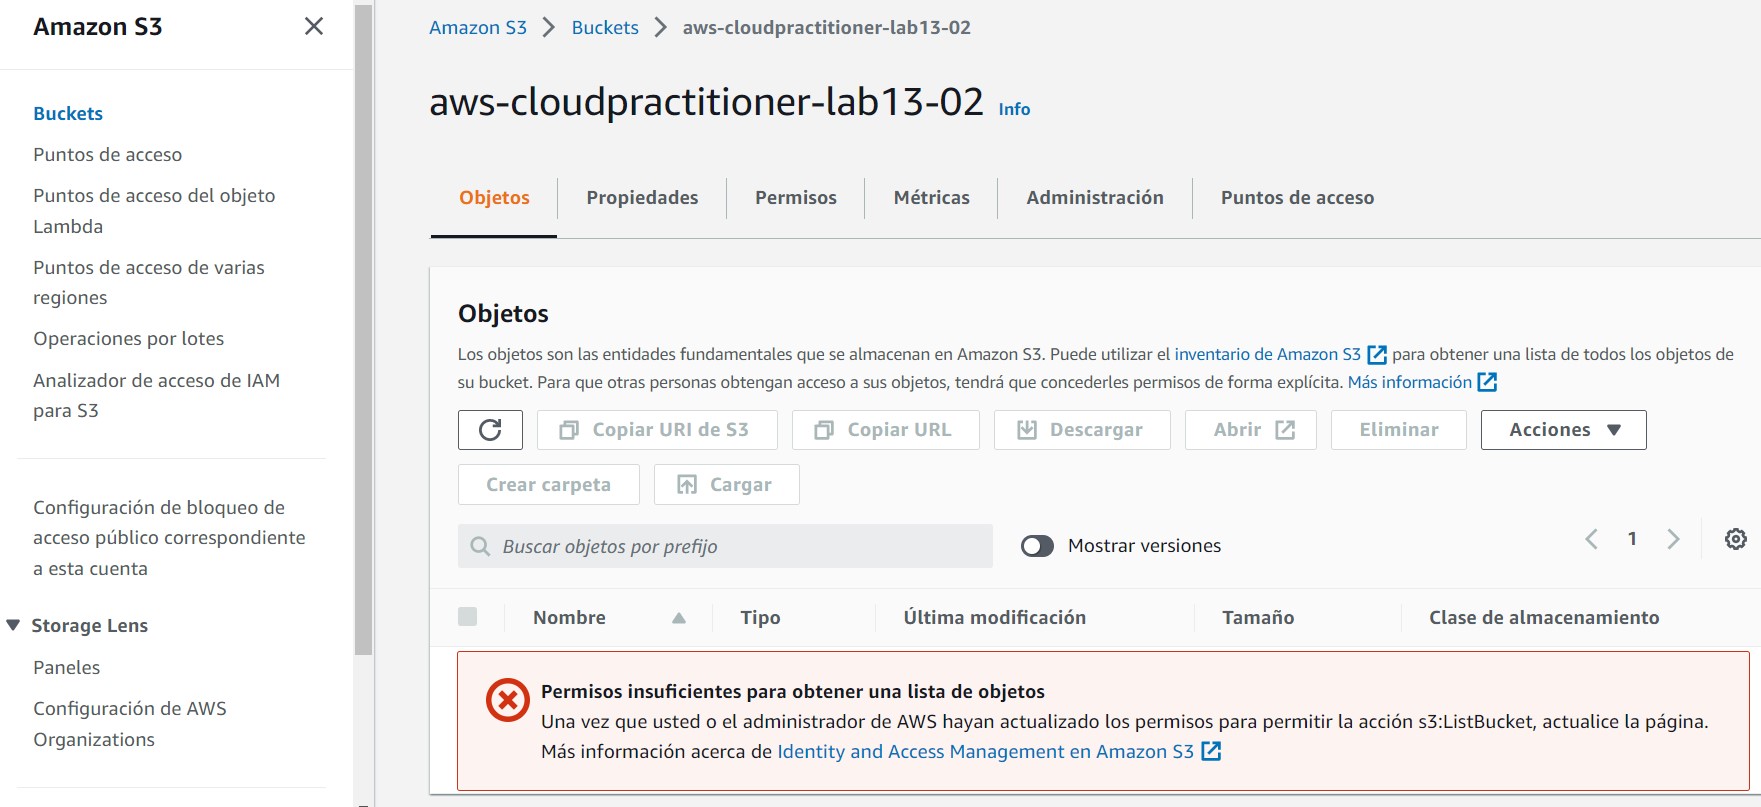 Amazon S3
Buckets
Puntos de acceso
Puntos de acceso del objeto
Lambda
Puntos de acceso de varias
regiones
Operaciones por lotes
Analizador de acceso de IAM
para S3
Configuración de bloqueo de
acceso público correspondiente
a esta cuenta
Storage Lens
Paneles
Configuración de AWS
Organizations
Amazon S3 > Buckets > aws-cloudpractitioner-lab13-02
aws-cloudpractitioner-lab13-02 Info
Objetos Propiedades Permisos Métricas Administración Puntos de acceso
Objetos
Los objetos son las entidades fundamentales que se almacenan en Amazon S3. Puede utilizar el inventario de Amazon S3 para obtener una lista de todos los objetos de
su bucket. Para que otras personas obtengan acceso a sus objetos, tendrá que concederles permisos de forma explícita. Más información
Copiar URI de S3 Copiar URL Descargar Abrir Eliminar Acciones
Crear carpeta Cargar
Buscar objetos por prefijo Mostrar versiones 1
Nombre Tipo Última modificación Tamaño Clase de almacenamiento
Permisos insuficientes para obtener una lista de objetos
Una vez que usted o el administrador de AWS hayan actualizado los permisos para permitir la acción s3:ListBucket, actualice la página.
Más información acerca de Identity and Access Management en Amazon S3